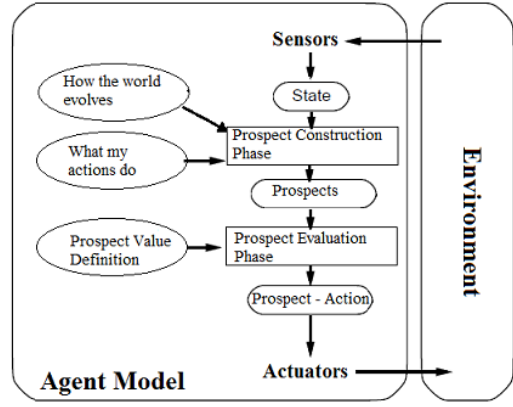 Sensors
How the world
evolves
State
Prospect Construction
Phase
What my
actions do
Prospects
Prospect Value
Definition
Prospect Evaluation
Phase
Prospect - Action
Actuators
Agent Model
Environment